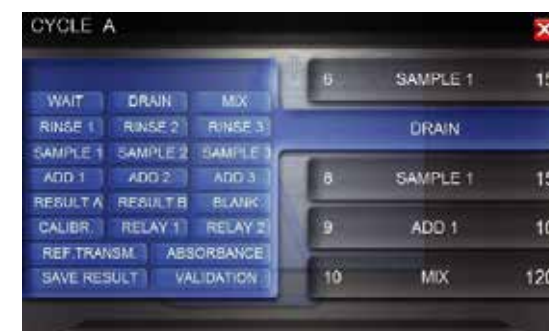 CYCLE A
WAIT DRAIN MIX
RINSE 1 RINSE 2 RINSE 3
SAMPLE 1 SAMPLE 2 SAMPLE 3
ADD 1 ADD 2 ADD 3
RESULT A RESULT B BLANK
CALIBR. RELAY 1 RELAY 2
REF.TRANSM. ABSORBANCE
SAVE RESULT VALIDATION
6 SAMPLE 1
DRAIN
8 SAMPLE 1
9 ADD 1
10 MIX